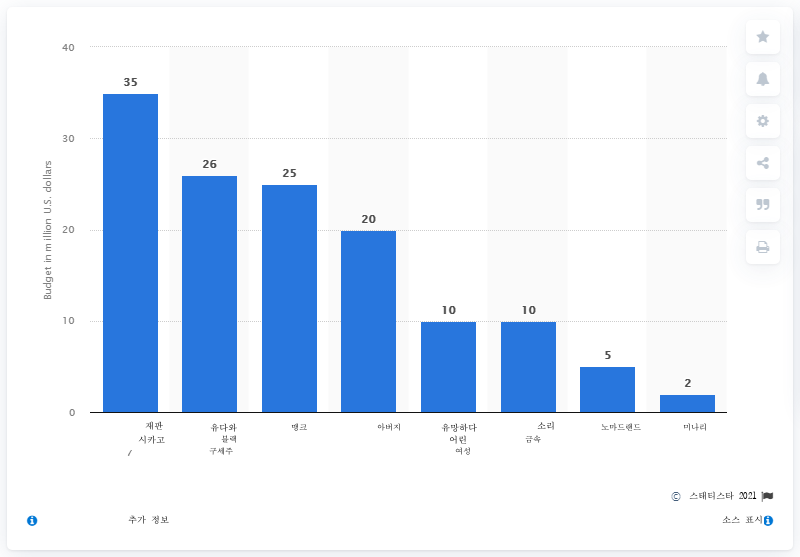 40
30
20
10
0
Budget in million U.S. dollars
35
26
25
20
10
10
5
2
재판
시카고
/
유다와
블랙
구세주
맹크
아버지
유망하다
어린
여성
소리
금속
노마드랜드
미나리
© 스태티스타 2021
추가 정보
소스 표시